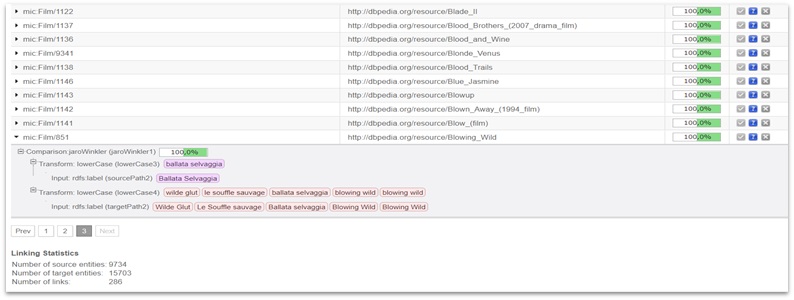 mic:Film/1122 http://dbpedia.org/resource/Blade_II 100,0%
mic:Film/1137 http://dbpedia.org/resource/Blood_Brothers_(2007_drama_film) 100,0%
mic:Film/1136 http://dbpedia.org/resource/Blood_and_Wine 100,0%
mic:Film/9341 http://dbpedia.org/resource/Blonde_Venus 100,0%
mic:Film/1138 http://dbpedia.org/resource/Blood_Trails 100,0%
mic:Film/1146 http://dbpedia.org/resource/Blue_Jasmine 100,0%
mic:Film/1143 http://dbpedia.org/resource/Blowup 100,0%
mic:Film/1142 http://dbpedia.org/resource/Blown_Away_(1994_film) 100,0%
mic:Film/1141 http://dbpedia.org/resource/Blow_(film) 100,0%
mic:Film/851 http://dbpedia.org/resource/Blowing_Wild 100,0%
Comparison:jaroWinkler (jaroWinkler1) 100,0%
Transform: lowerCase (lowerCase3) ballata selvaggia
Input: rdfs:label (sourcePath2) Ballata Selvaggia
Transform: lowerCase (lowerCase4) wilde glut le souffle sauvage ballata selvaggia blowing wild blowing wild
Input: rdfs:label (targetPath2) Wilde Glut Le Souffle sauvage Ballata selvaggia Blowing Wild Blowing Wild
Prev 1 2 3 Next
Linking Statistics
Number of source entities: 9734
Number of target entities: 15703
Number of links: 286